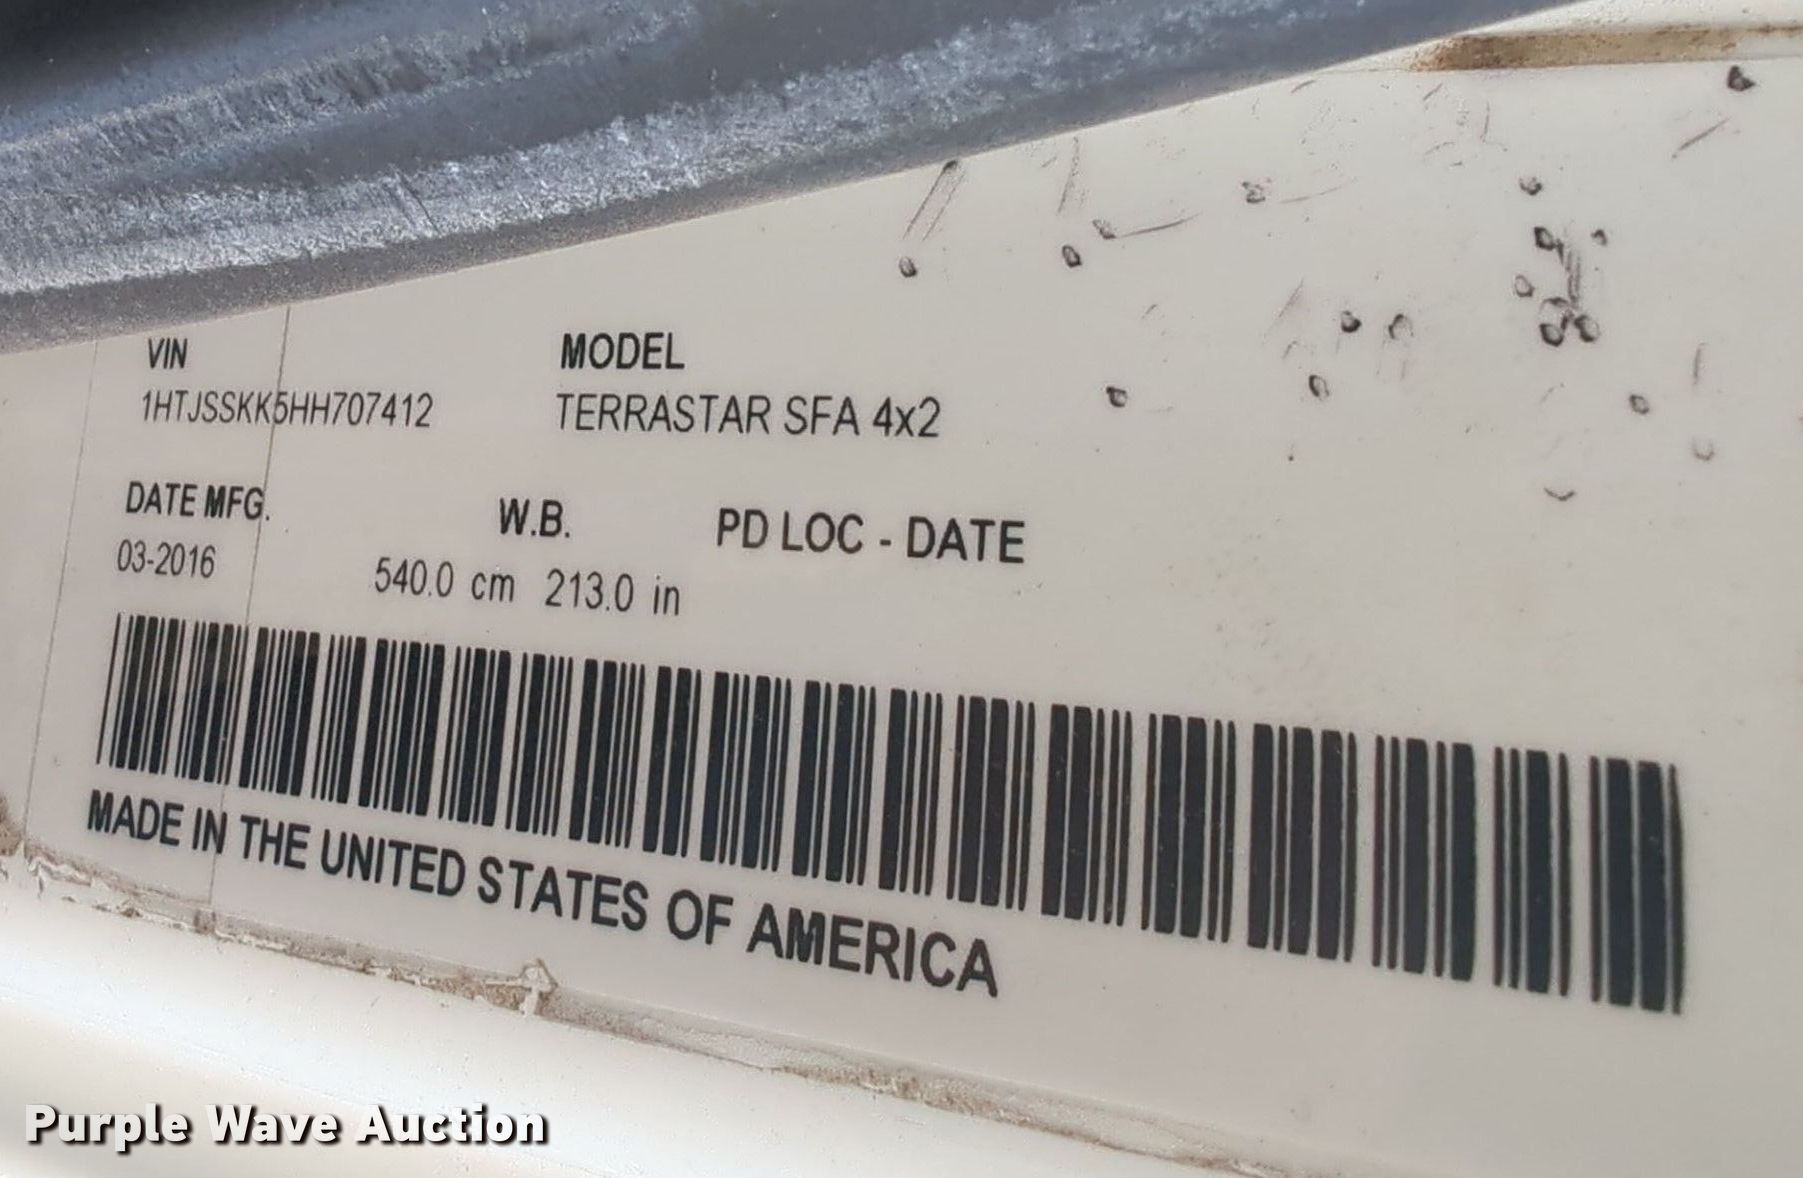 VIN
1HTJSSKK5HH707412
MODEL
TERRASTAR SFA 4x2
DATE MFG.
03-2016
W.B.
540.0 cm 213.0 in
PD LOC - DATE
MADE IN THE UNITED STATES OF AMERICA
Purple Wave Auction